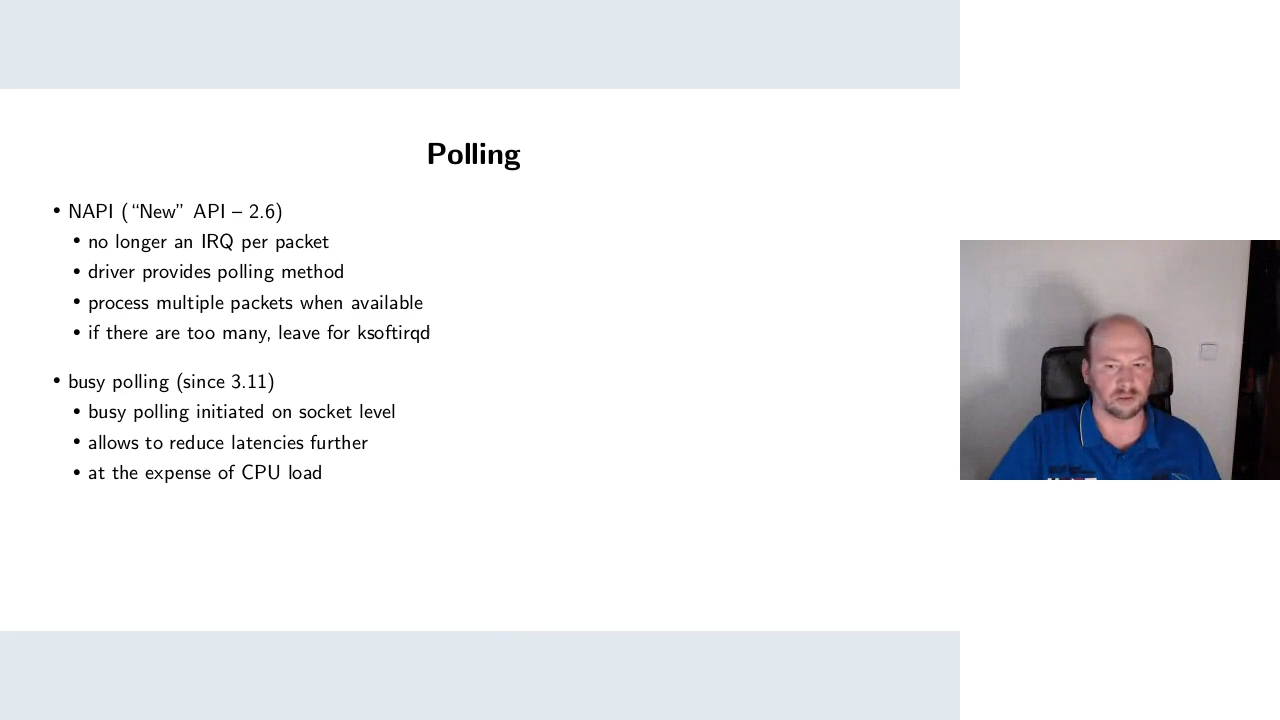 Polling
• NAPI (“New” API – 2.6)
• no longer an IRQ per packet
• driver provides polling method
• process multiple packets when available
• if there are too many, leave for ksoftirqd
• busy polling (since 3.11)
• busy polling initiated on socket level
• allows to reduce latencies further
• at the expense of CPU load